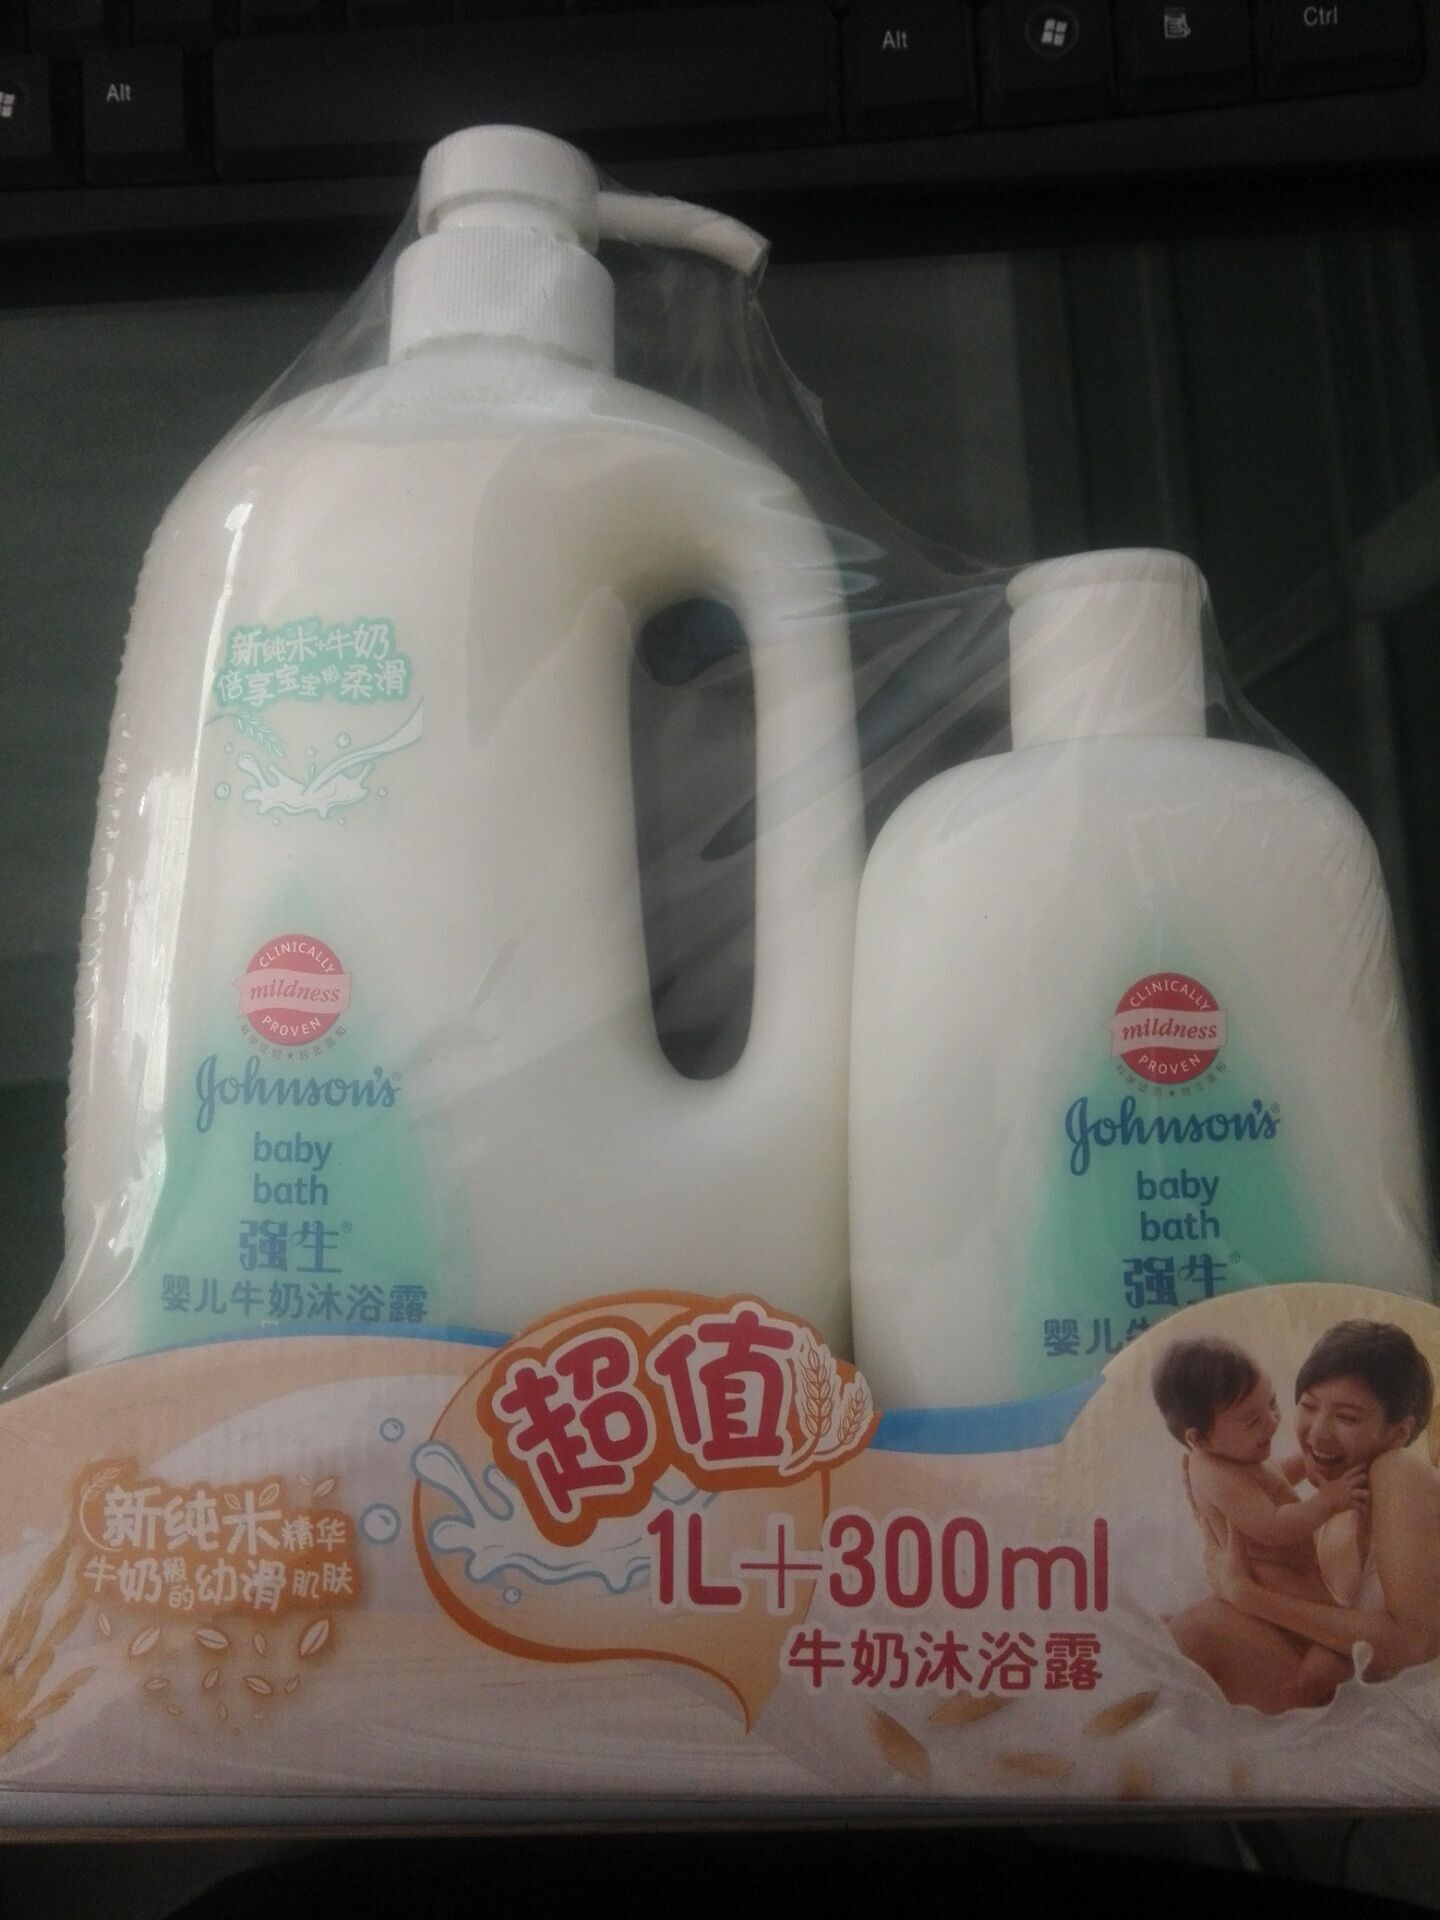 Alt
Alt
Ctrl
新纯米+牛奶
倍享宝宝般柔滑
CLINICALLY
mildness
PROVEN
Johnson's®
baby
bath
强生®
婴儿牛奶沐浴露
CLINICALLY
mildness
PROVEN
Johnson's®
baby
bath
强生®
婴儿牛
超值
1L+300ml
牛奶沐浴露
新纯米精华
牛奶般的幼滑肌肤